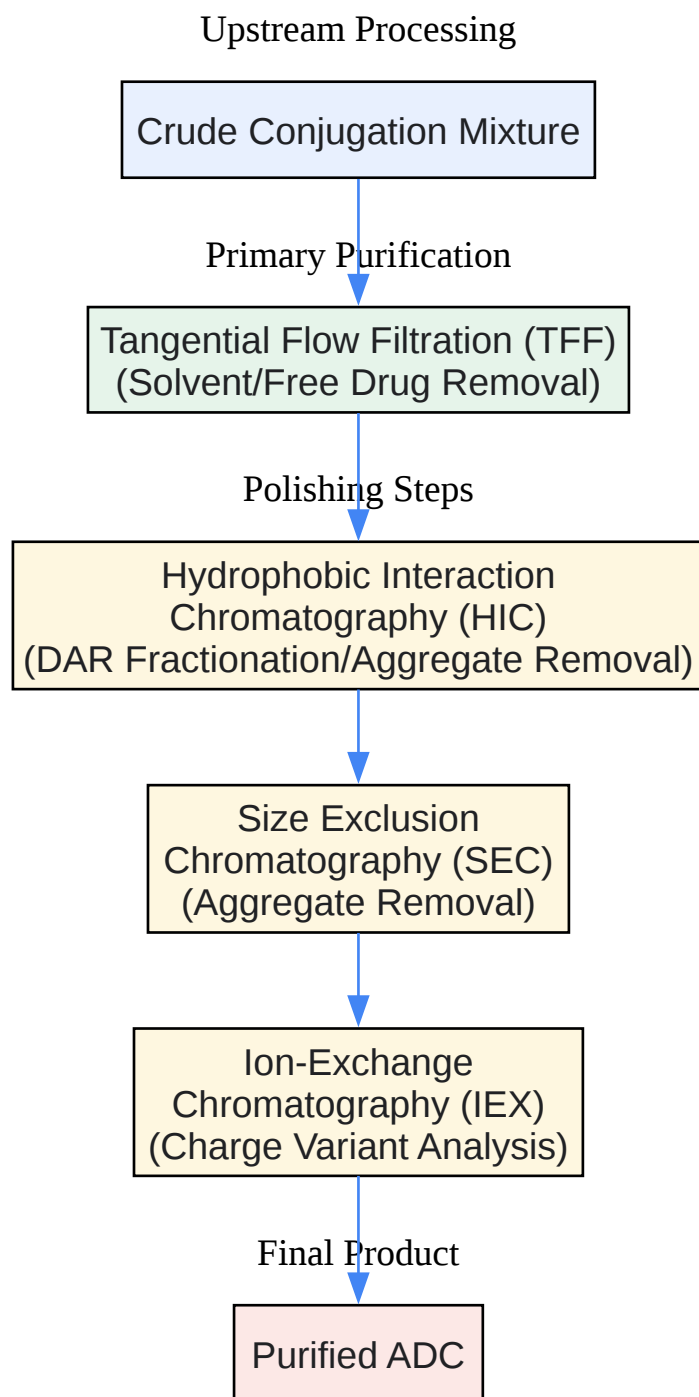 Upstream Processing
Crude Conjugation Mixture
Primary Purification
Tangential Flow Filtration (TFF)
(Solvent/Free Drug Removal)
Polishing Steps
Hydrophobic Interaction
Chromatography (HIC)
(DAR Fractionation/Aggregate Removal)
Size Exclusion
Chromatography (SEC)
(Aggregate Removal)
Ion-Exchange
Chromatography (IEX)
(Charge Variant Analysis)
Final Product
Purified ADC